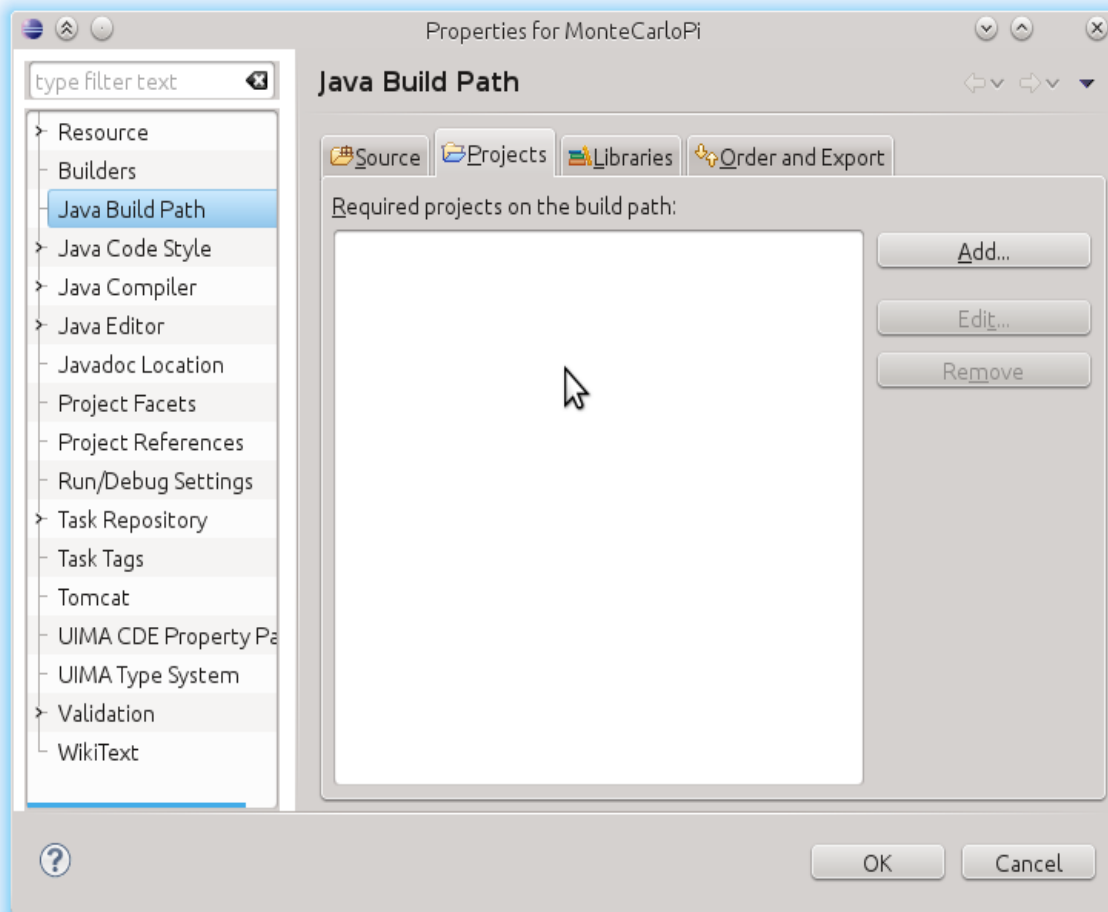 Properties for MonteCarloPi
type filter text
Resource
Builders
Java Build Path
Java Code Style
Java Compiler
Java Editor
Javadoc Location
Project Facets
Project References
Run/Debug Settings
Task Repository
Task Tags
Tomcat
UIMA CDE Property Pa
UIMA Type System
Validation
WikiText
Java Build Path
Source Projects Libraries Order and Export
Required projects on the build path:
Add...
Edit...
Remove
OK Cancel